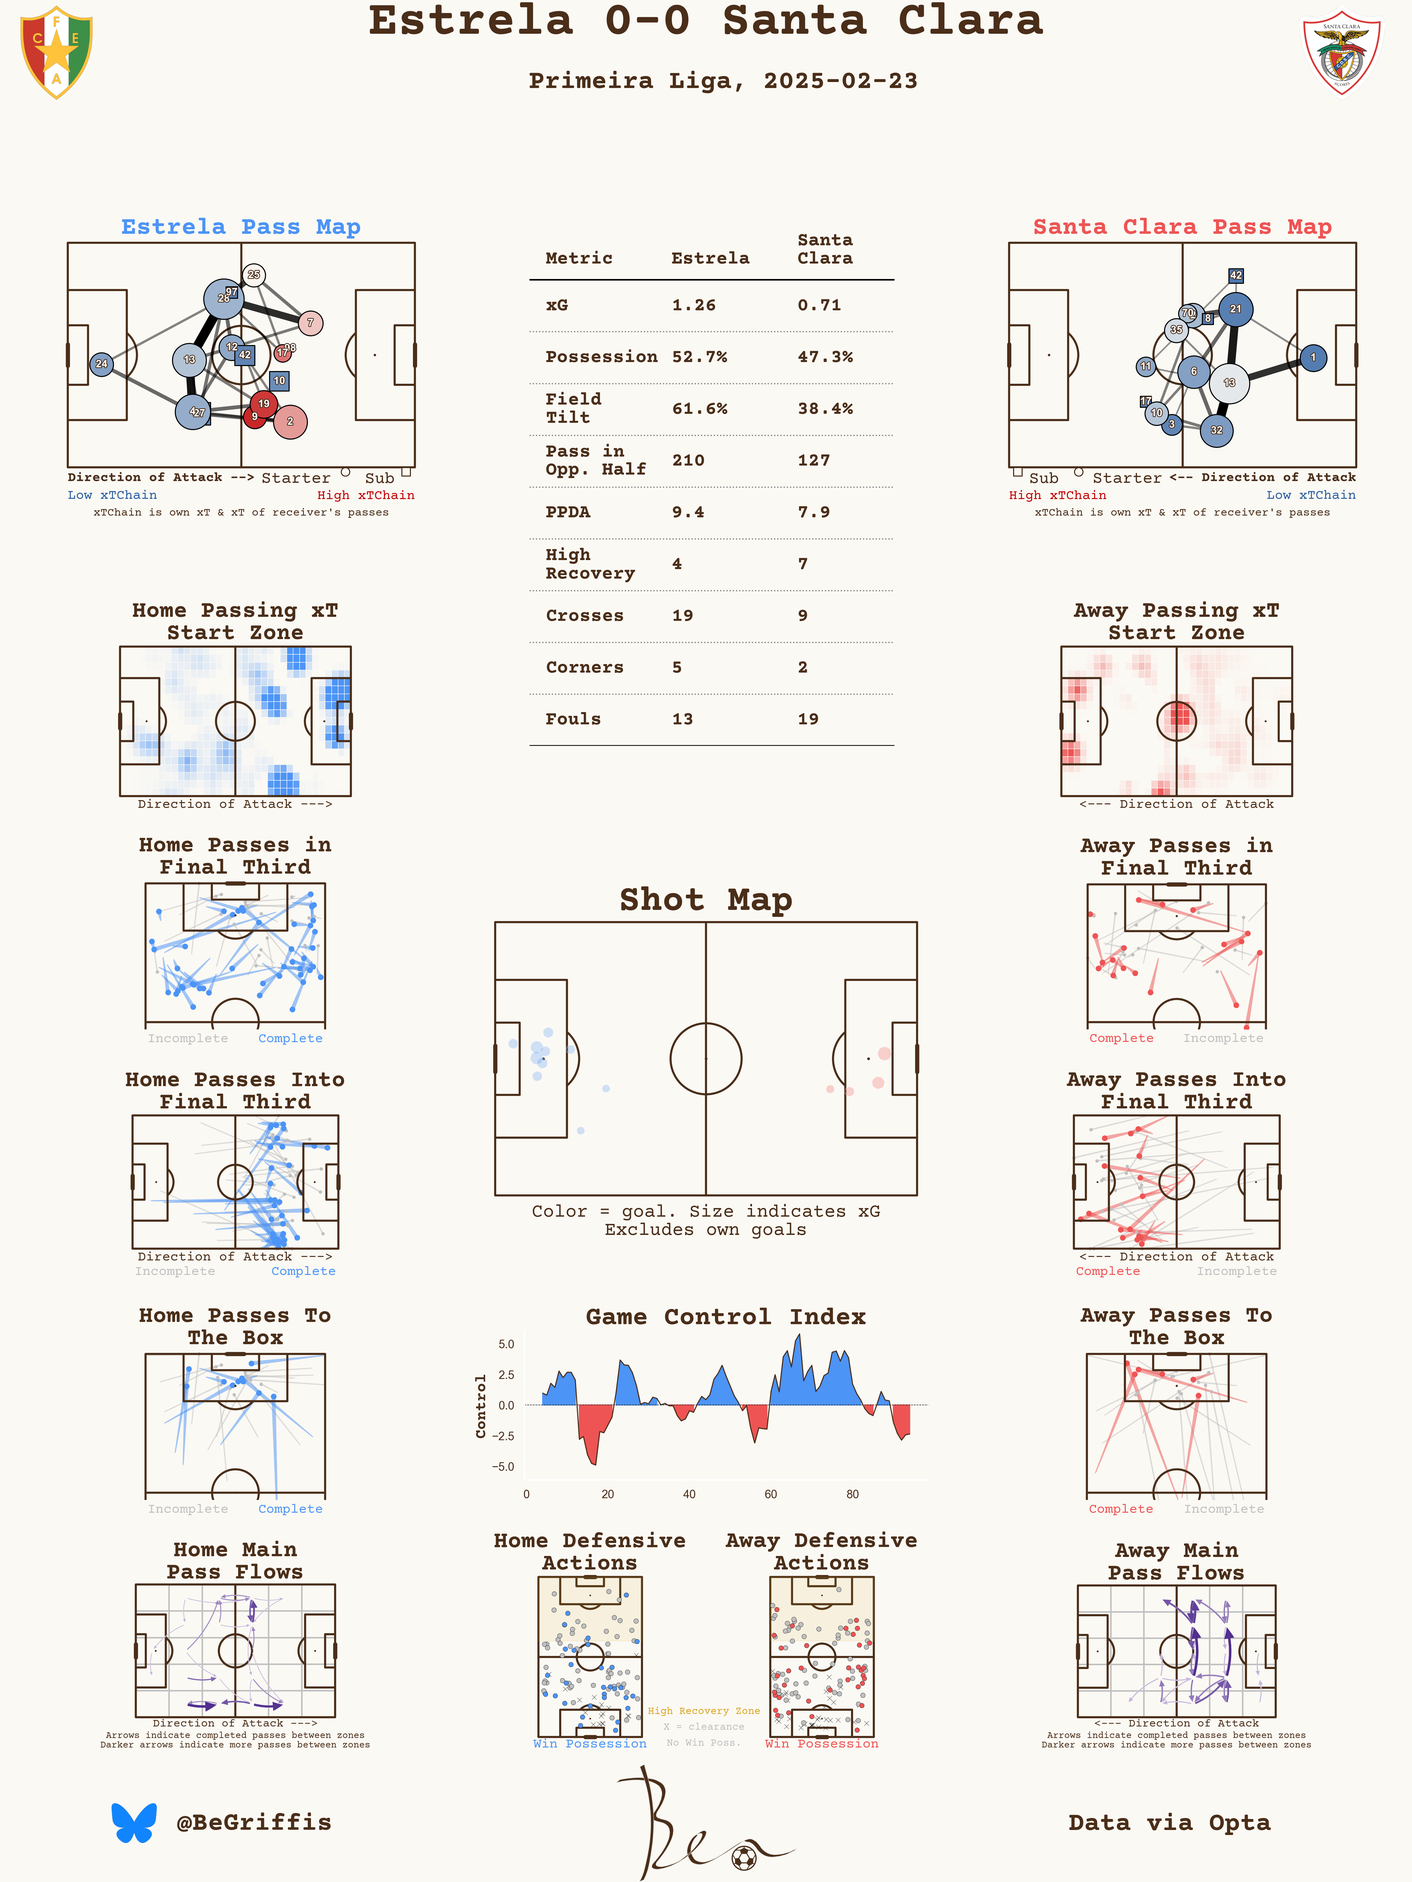 Estrela 0-0 Santa Clara
Primeira Liga, 2025-02-23
F
C E
A
SANTA CLARA
Estrela Pass Map
25
97
28
7
12
98
17
42
13
24
10
19
4
27
9
2
Direction of Attack --> Starter Sub
Low xTChain High xTChain
xTChain is own xT & xT of receiver's passes
Metric Estrela Santa Clara
xG 1.26 0.71
Possession 52.7% 47.3%
Field Tilt 61.6% 38.4%
Pass in Opp. Half 210 127
PPDA 9.4 7.9
High Recovery 4 7
Crosses 19 9
Corners 5 2
Fouls 13 19
Santa Clara Pass Map
42
21
70
8
35
1
11
6
13
17
10
3
32
Sub Starter <-- Direction of Attack
High xTChain Low xTChain
xTChain is own xT & xT of receiver's passes
Home Passing xT
Start Zone
Direction of Attack --->
Away Passing xT
Start Zone
<--- Direction of Attack
Home Passes in
Final Third
Incomplete Complete
Away Passes in
Final Third
Complete Incomplete
Shot Map
Color = goal. Size indicates xG
Excludes own goals
Home Passes Into
Final Third
Direction of Attack --->
Incomplete Complete
Away Passes Into
Final Third
<--- Direction of Attack
Complete Incomplete
Home Passes To
The Box
Incomplete Complete
Game Control Index
Control
5.0
2.5
0.0
−2.5
−5.0
0 20 40 60 80
Away Passes To
The Box
Complete Incomplete
Home Main
Pass Flows
Direction of Attack --->
Arrows indicate completed passes between zones
Darker arrows indicate more passes between zones
Home Defensive
Actions
Win Possession
Away Defensive
Actions
Win Possession
High Recovery Zone
X = clearance
No Win Poss.
Away Main
Pass Flows
<--- Direction of Attack
Arrows indicate completed passes between zones
Darker arrows indicate more passes between zones
@BeGriffis
Ben
Data via Opta